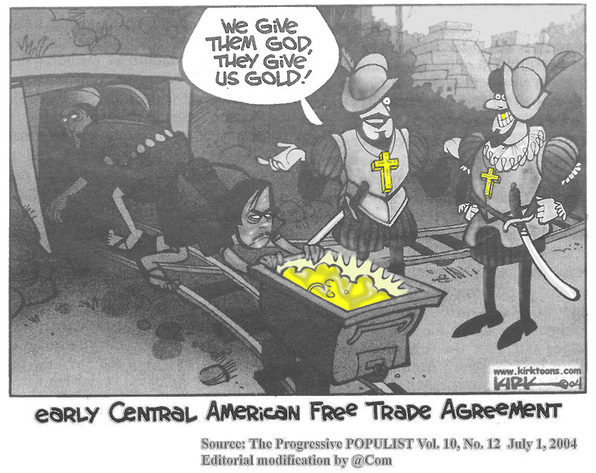 WE GIVE
THEM GOD,
THEY GIVE
US GOLD!
www.kirktoons.com
KIRK ©04
EARLY CENTRAL AMERICAN FREE TRADE AGREEMENT
Source: The Progressive POPULIST Vol. 10, No. 12 July 1, 2004
Editorial modification by @Com